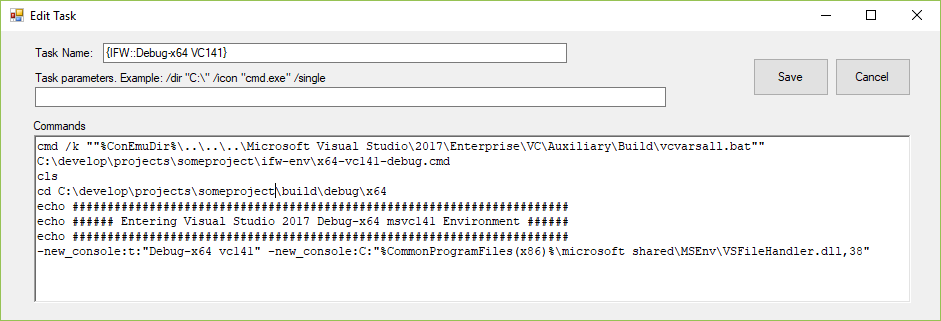 Edit Task
Task Name: {IFW::Debug-x64 VC141}
Task parameters. Example: /dir "C:\" /icon "cmd.exe" /single
Save
Cancel
Commands
cmd /k ""%ConEmuDir%\..\..\..\Microsoft Visual Studio\2017\Enterprise\VC\Auxiliary\Build\vcvarsall.bat""
C:\develop\projects\someproject\ifw-env\x64-vc141-debug.cmd
cls
cd C:\develop\projects\someproject\build\debug\x64
echo ######################################################################
echo ###### Entering Visual Studio 2017 Debug-x64 msvc141 Environment ######
echo ######################################################################
-new_console:t:"Debug-x64 vc141" -new_console:C:"%CommonProgramFiles(x86)%\microsoft shared\MSEnv\VSFileHandler.dll,38"